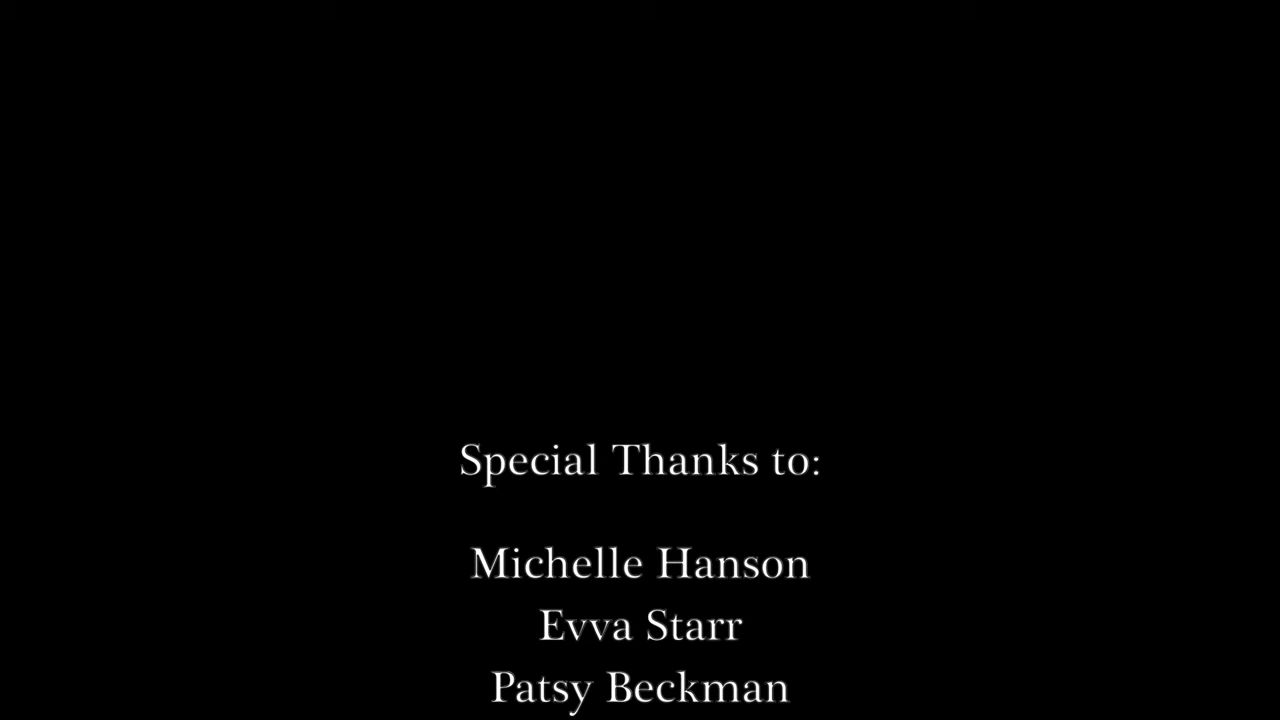 Special Thanks to:
Michelle Hanson
Evva Starr
Patsy Beckman